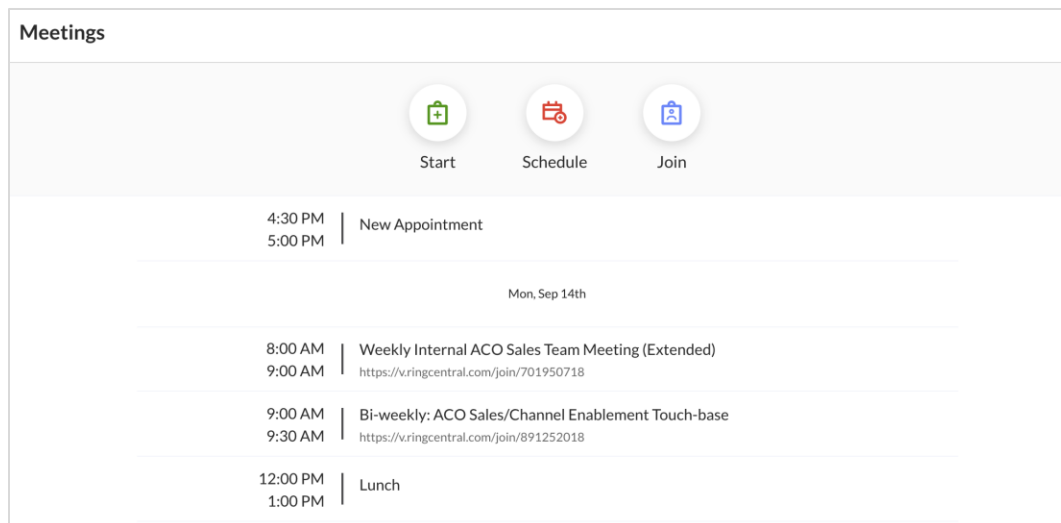 Meetings
Start Schedule Join
4:30 PM
5:00 PM
New Appointment
Mon, Sep 14th
8:00 AM
9:00 AM
Weekly Internal ACO Sales Team Meeting (Extended)
https://v.ringcentral.com/join/701950718
9:00 AM
9:30 AM
Bi-weekly: ACO Sales/Channel Enablement Touch-base
https://v.ringcentral.com/join/891252018
12:00 PM
1:00 PM
Lunch